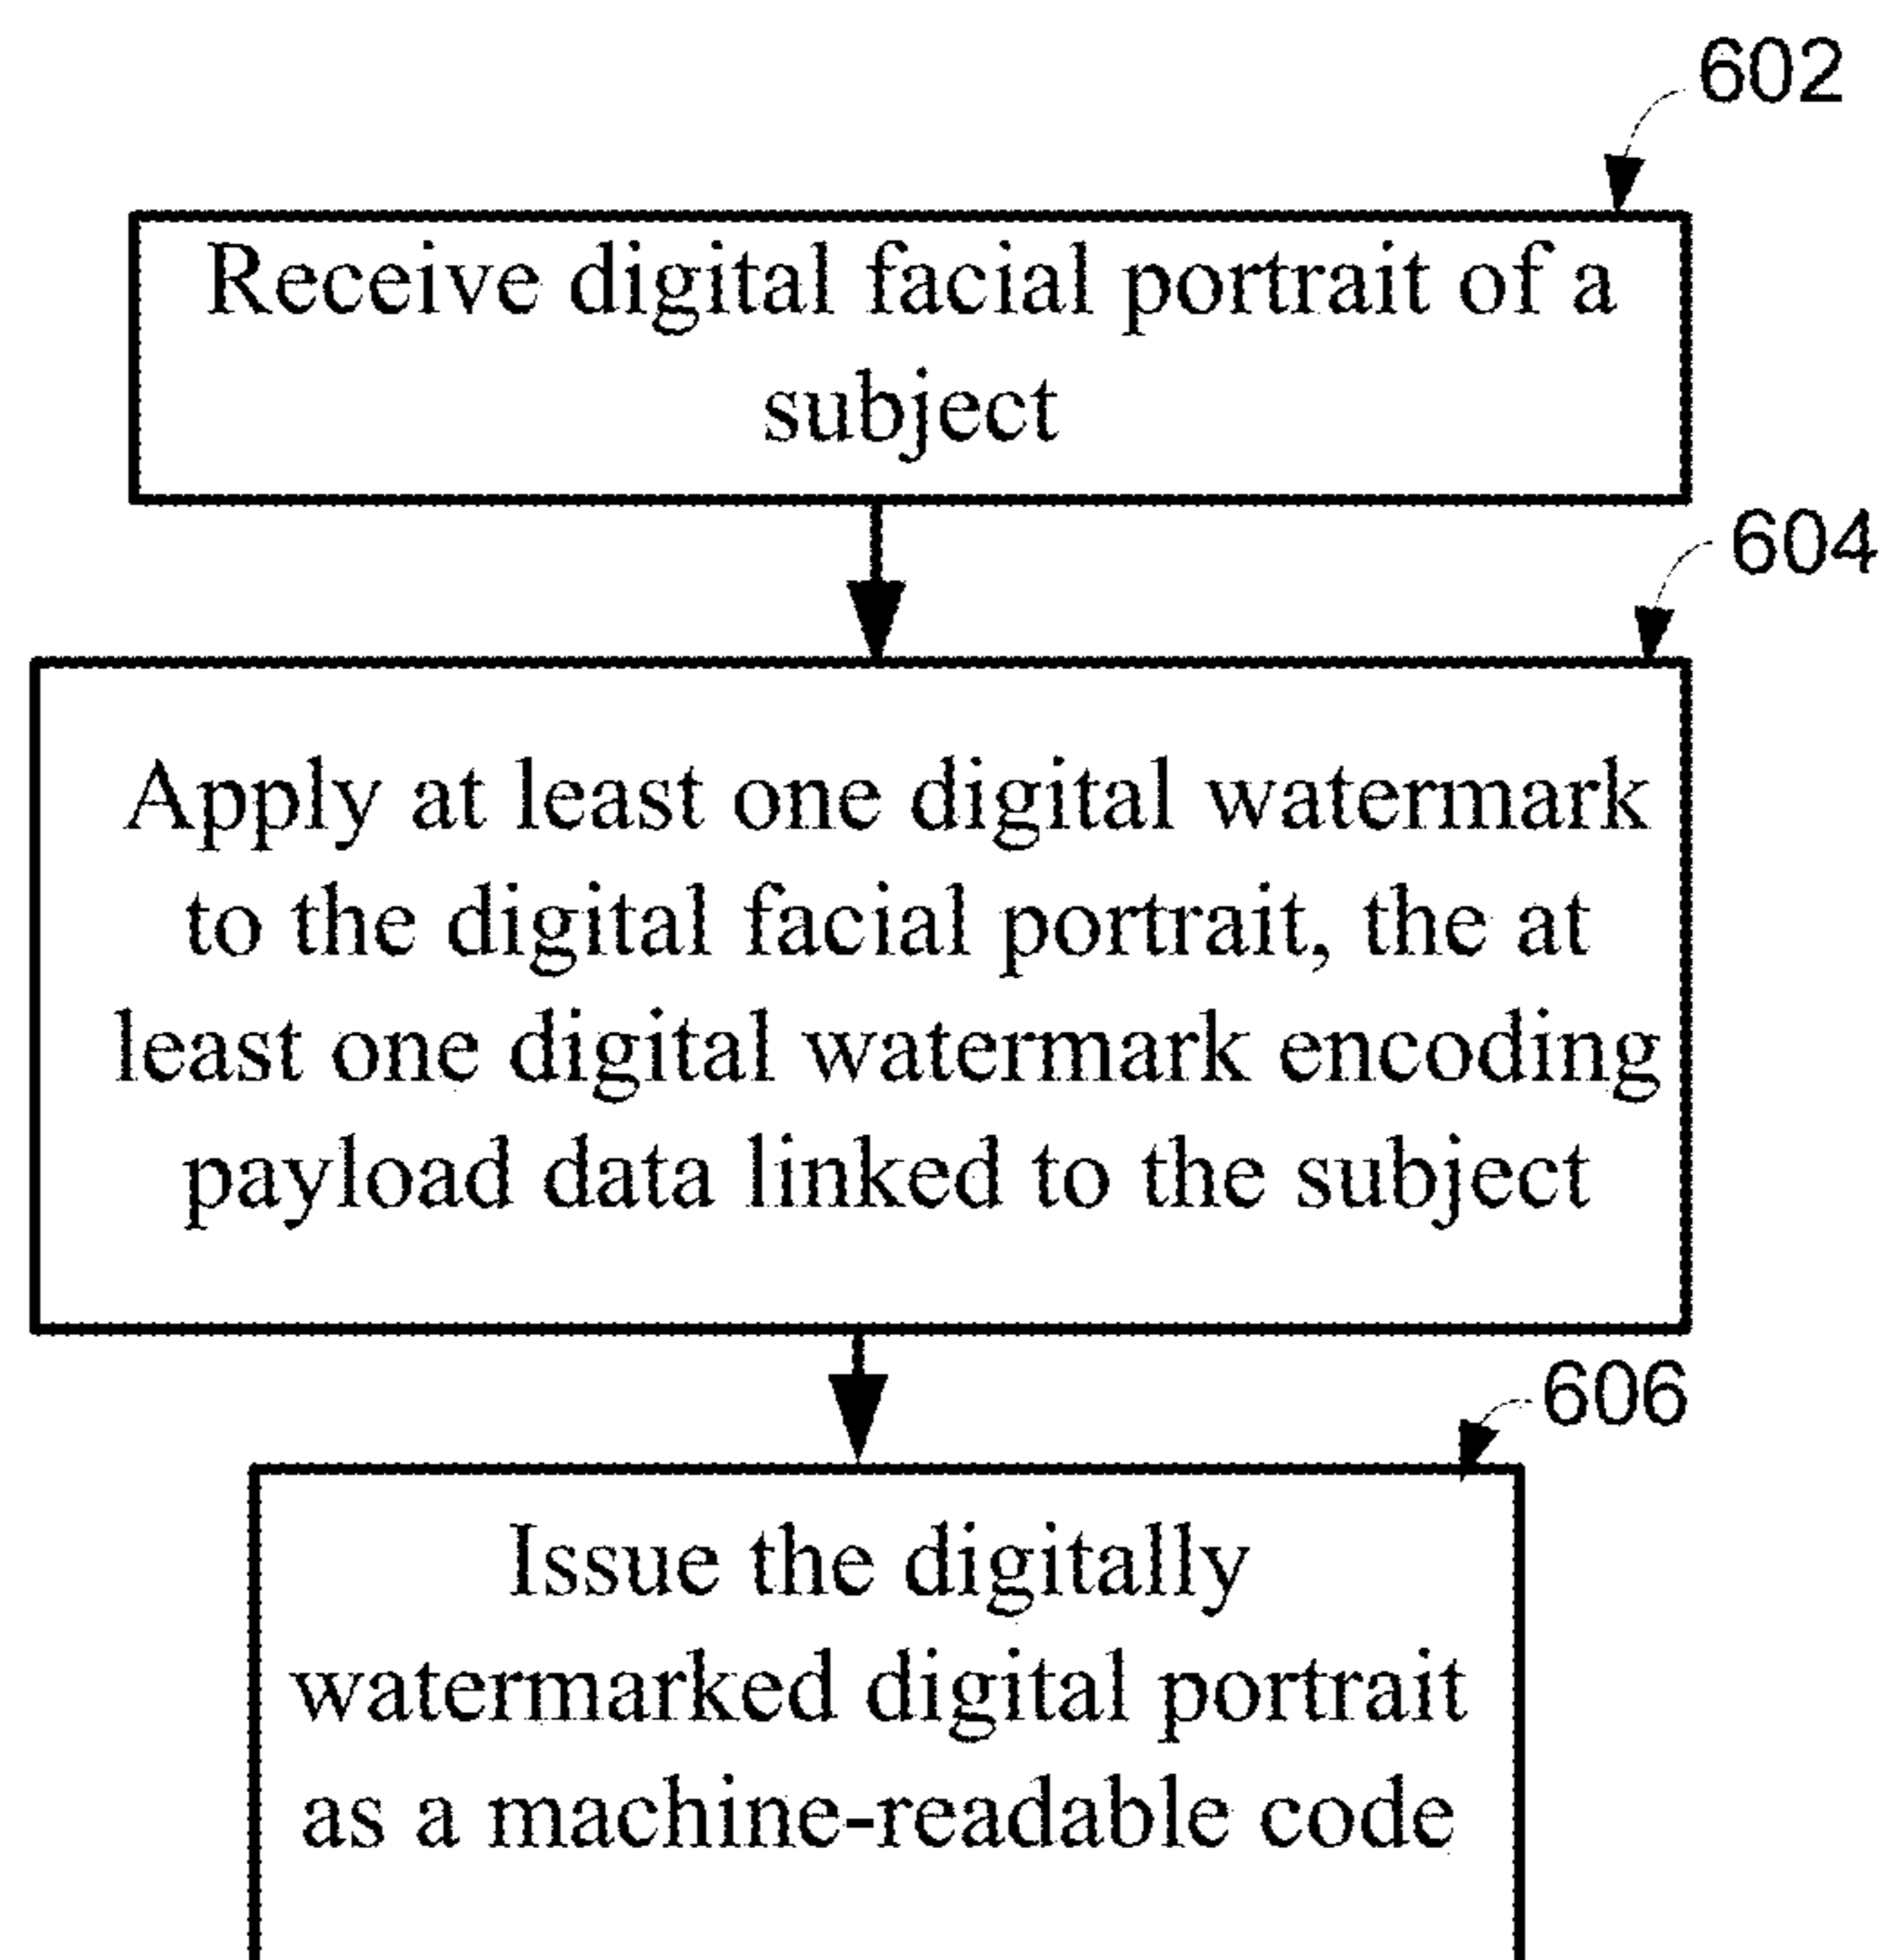 602
Receive digital facial portrait of a
subject
604
Apply at least one digital watermark
to the digital facial portrait, the at
least one digital watermark encoding
payload data linked to the subject
606
Issue the digitally
watermarked digital portrait
as a machine-readable code